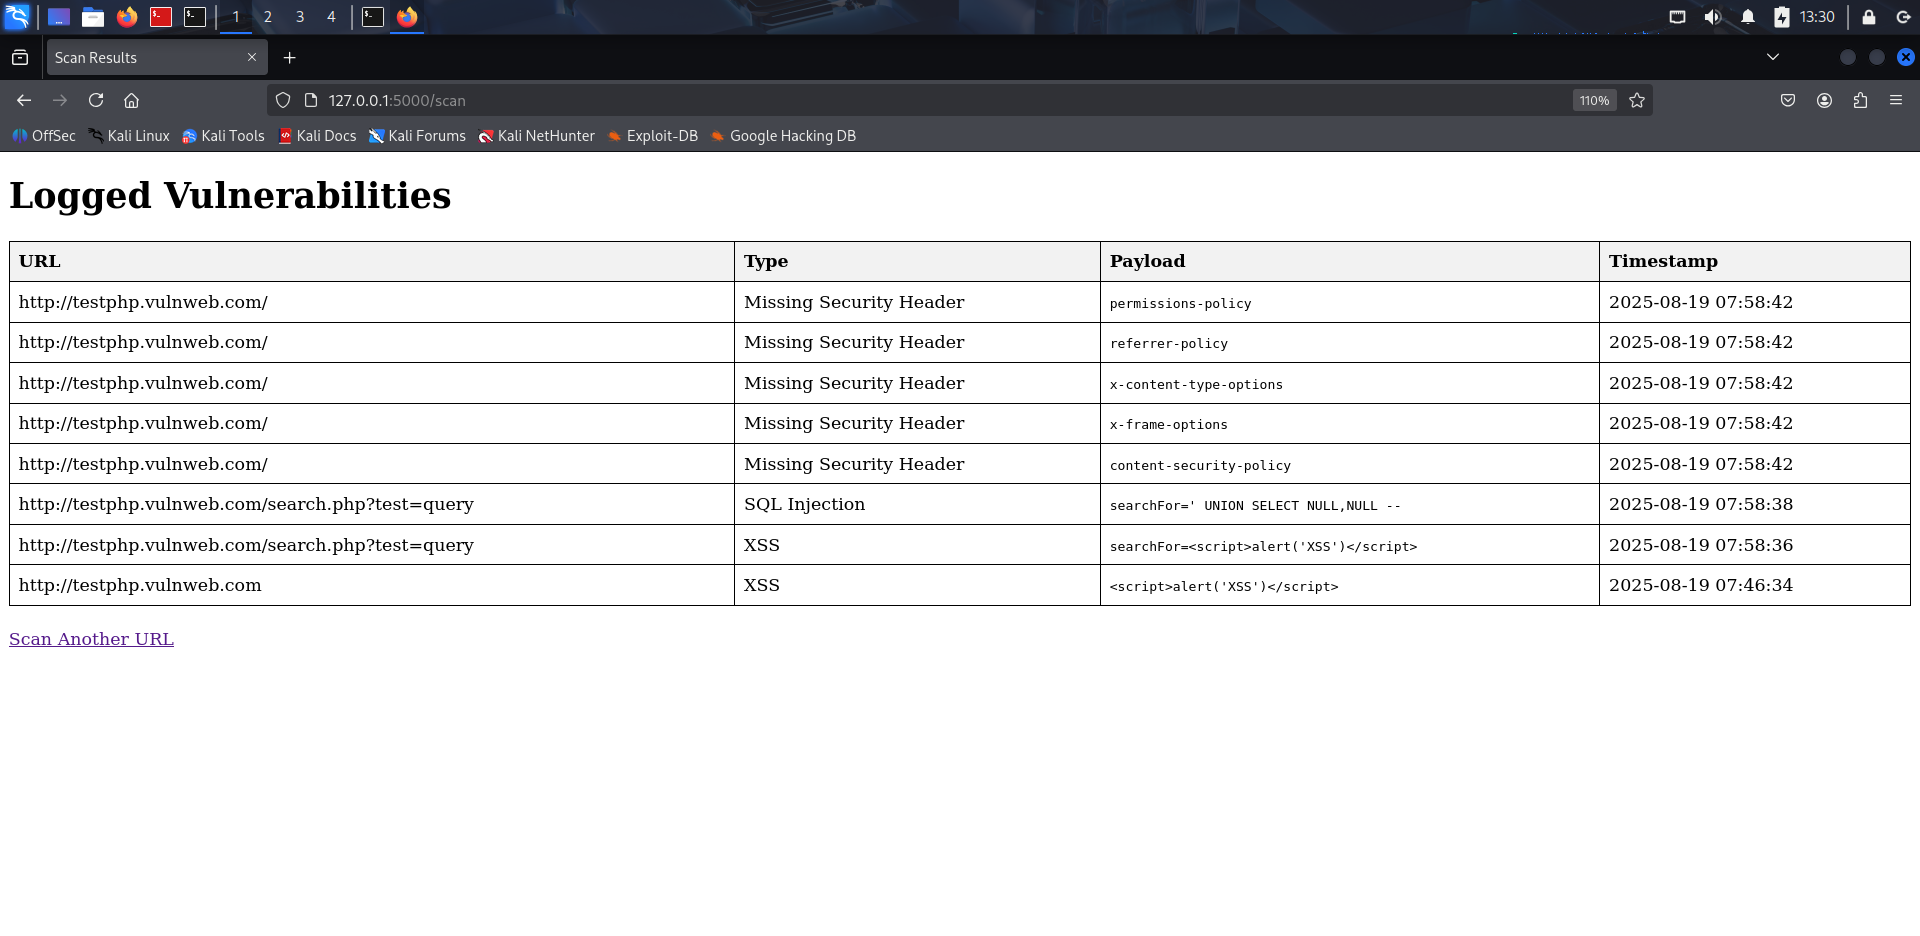 1 2 3 4 13:30
Scan Results
127.0.0.1:5000/scan 110%
OffSec Kali Linux Kali Tools Kali Docs Kali Forums Kali NetHunter Exploit-DB Google Hacking DB
Logged Vulnerabilities
URL Type Payload Timestamp
http://testphp.vulnweb.com/ Missing Security Header permissions-policy 2025-08-19 07:58:42
http://testphp.vulnweb.com/ Missing Security Header referrer-policy 2025-08-19 07:58:42
http://testphp.vulnweb.com/ Missing Security Header x-content-type-options 2025-08-19 07:58:42
http://testphp.vulnweb.com/ Missing Security Header x-frame-options 2025-08-19 07:58:42
http://testphp.vulnweb.com/ Missing Security Header content-security-policy 2025-08-19 07:58:42
http://testphp.vulnweb.com/search.php?test=query SQL Injection searchFor=' UNION SELECT NULL,NULL -- 2025-08-19 07:58:38
http://testphp.vulnweb.com/search.php?test=query XSS searchFor=<script>alert('XSS')</script> 2025-08-19 07:58:36
http://testphp.vulnweb.com XSS <script>alert('XSS')</script> 2025-08-19 07:46:34
Scan Another URL